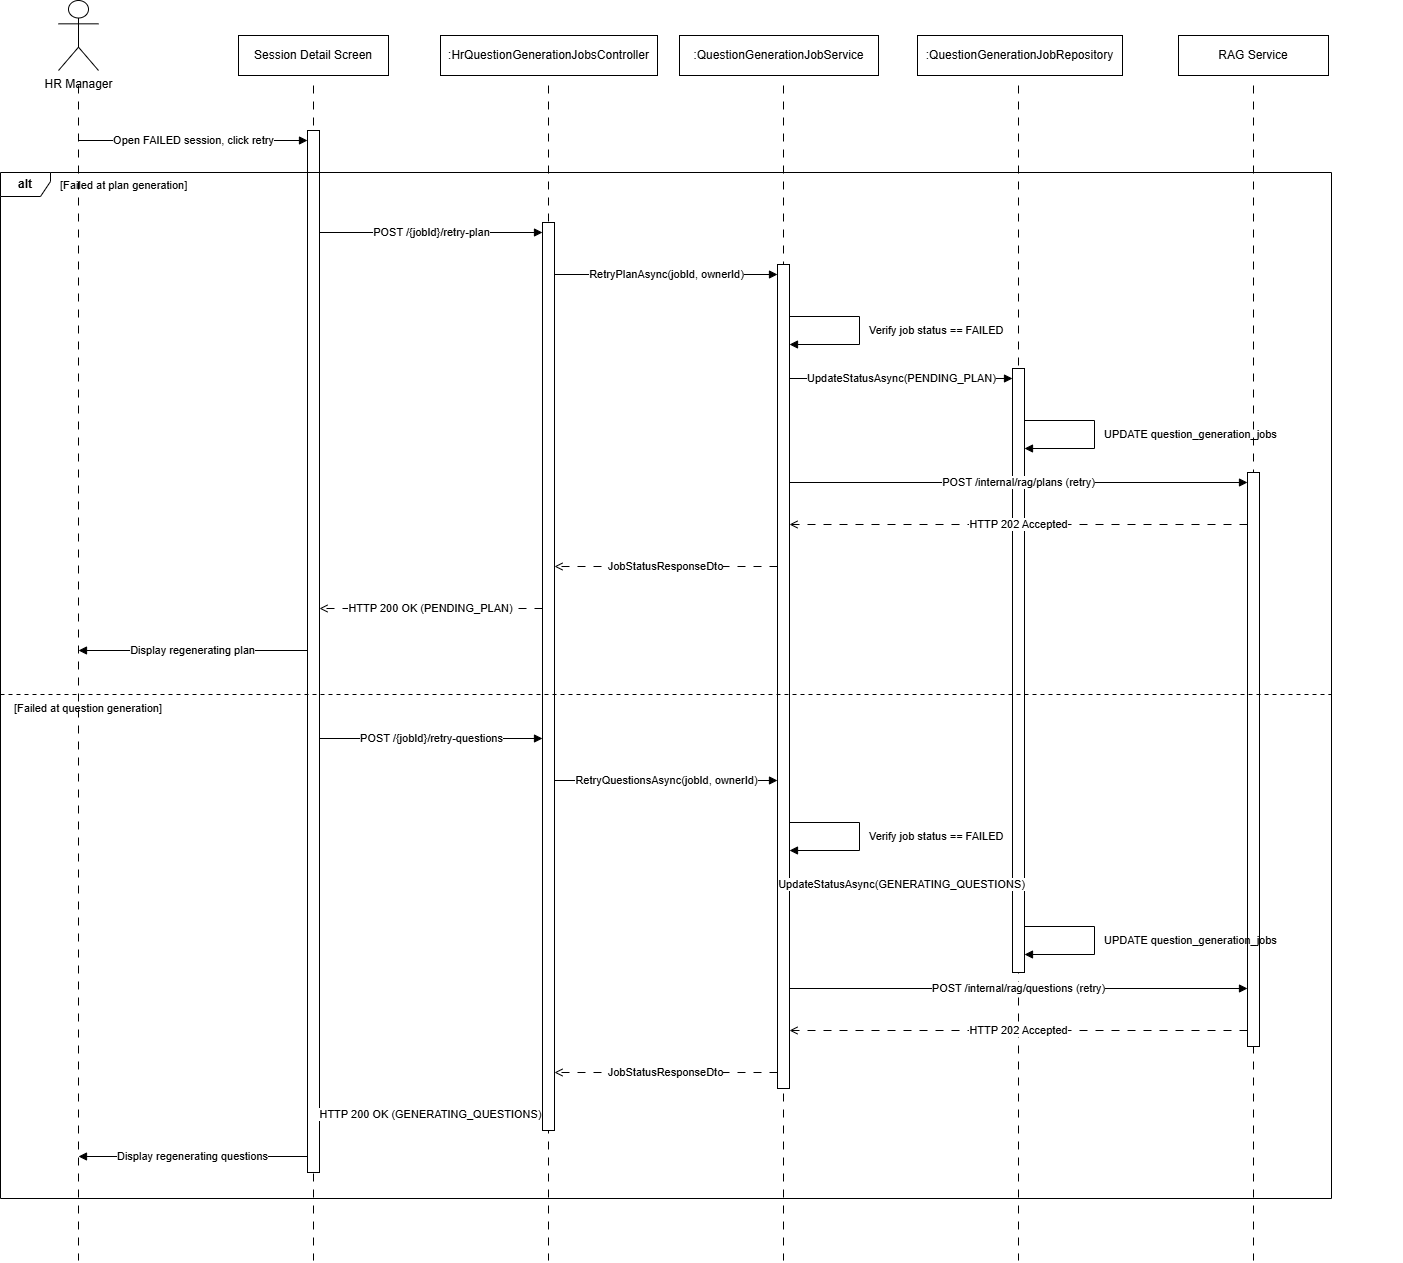 HR Manager
Session Detail Screen
:HrQuestionGenerationJobsController
:QuestionGenerationJobService
:QuestionGenerationJobRepository
RAG Service
Open FAILED session, click retry
alt
[Failed at plan generation]
POST /{jobId}/retry-plan
RetryPlanAsync(jobId, ownerId)
Verify job status == FAILED
UpdateStatusAsync(PENDING_PLAN)
UPDATE question_generation_jobs
POST /internal/rag/plans (retry)
HTTP 202 Accepted
JobStatusResponseDto
HTTP 200 OK (PENDING_PLAN)
Display regenerating plan
[Failed at question generation]
POST /{jobId}/retry-questions
RetryQuestionsAsync(jobId, ownerId)
Verify job status == FAILED
UpdateStatusAsync(GENERATING_QUESTIONS)
UPDATE question_generation_jobs
POST /internal/rag/questions (retry)
HTTP 202 Accepted
JobStatusResponseDto
HTTP 200 OK (GENERATING_QUESTIONS)
Display regenerating questions